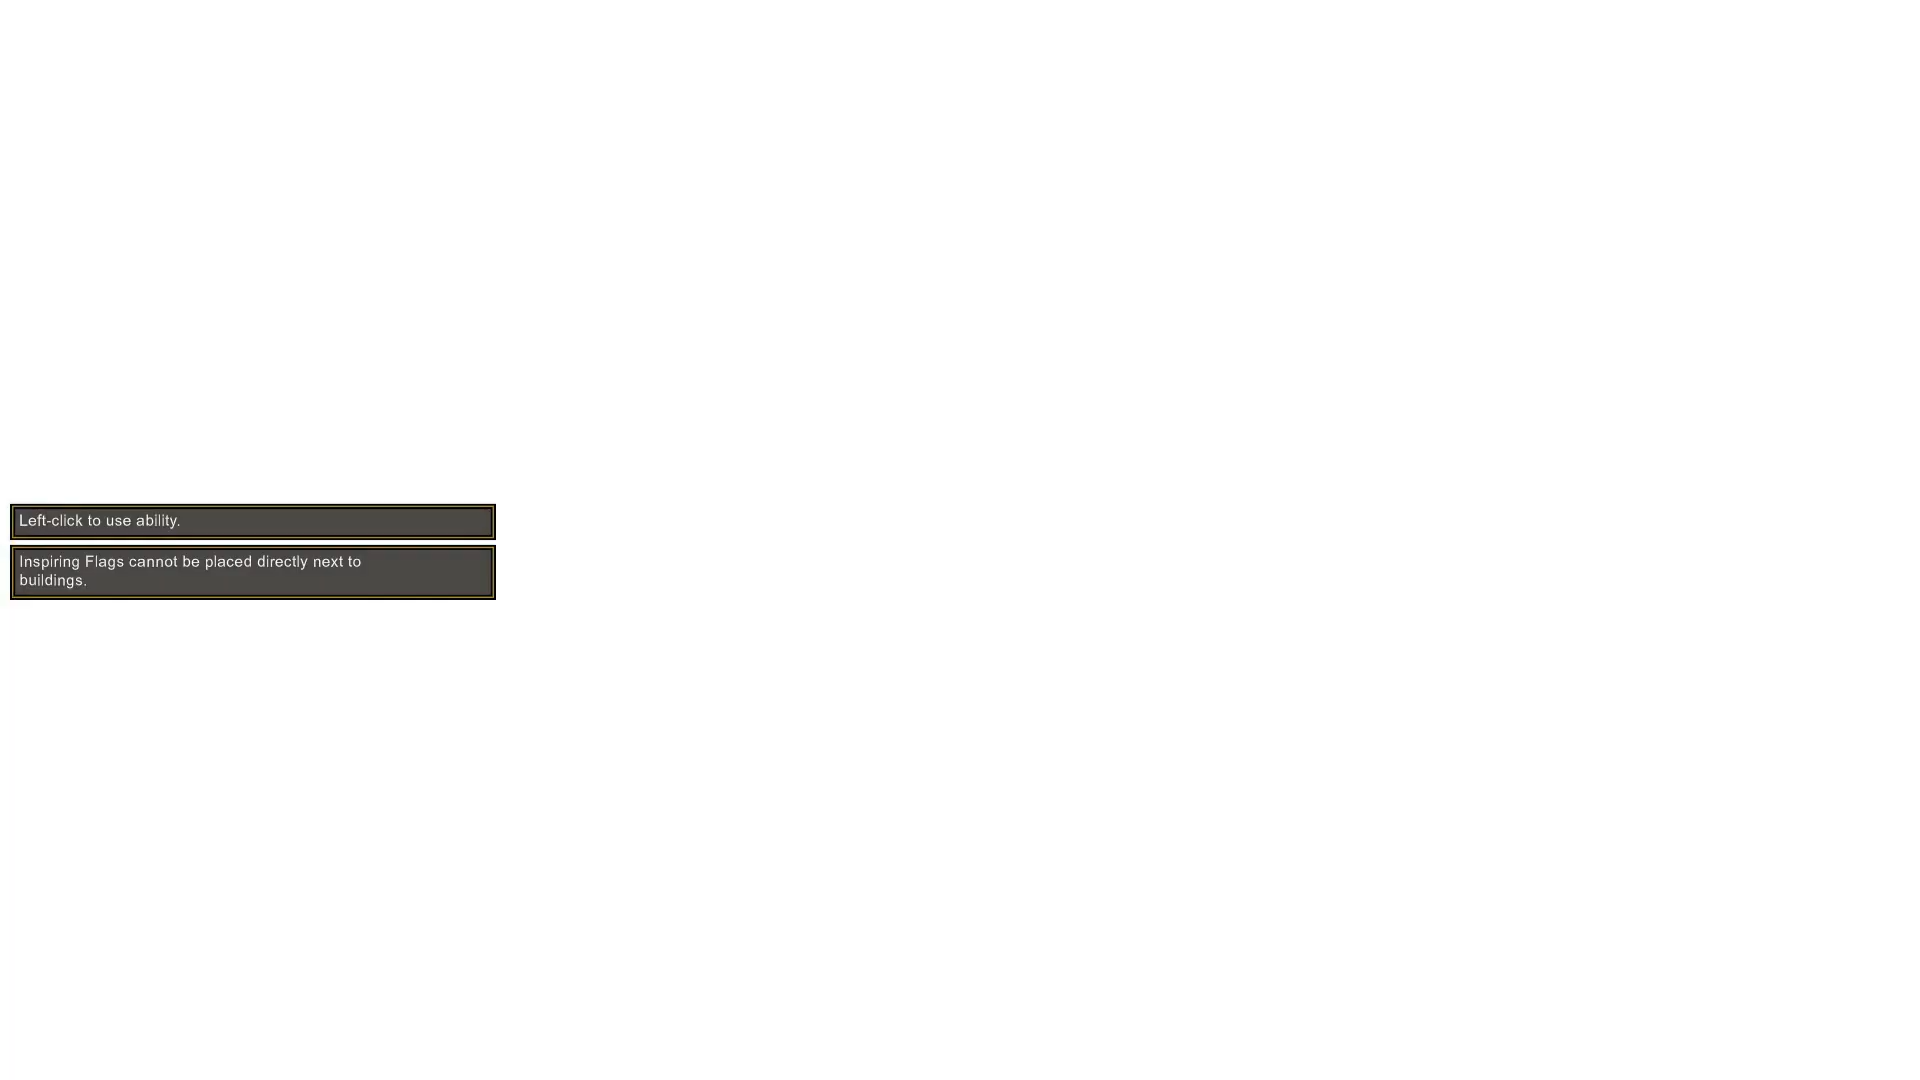 Left-click to use ability.
Inspiring Flags cannot be placed directly next to
buildings.